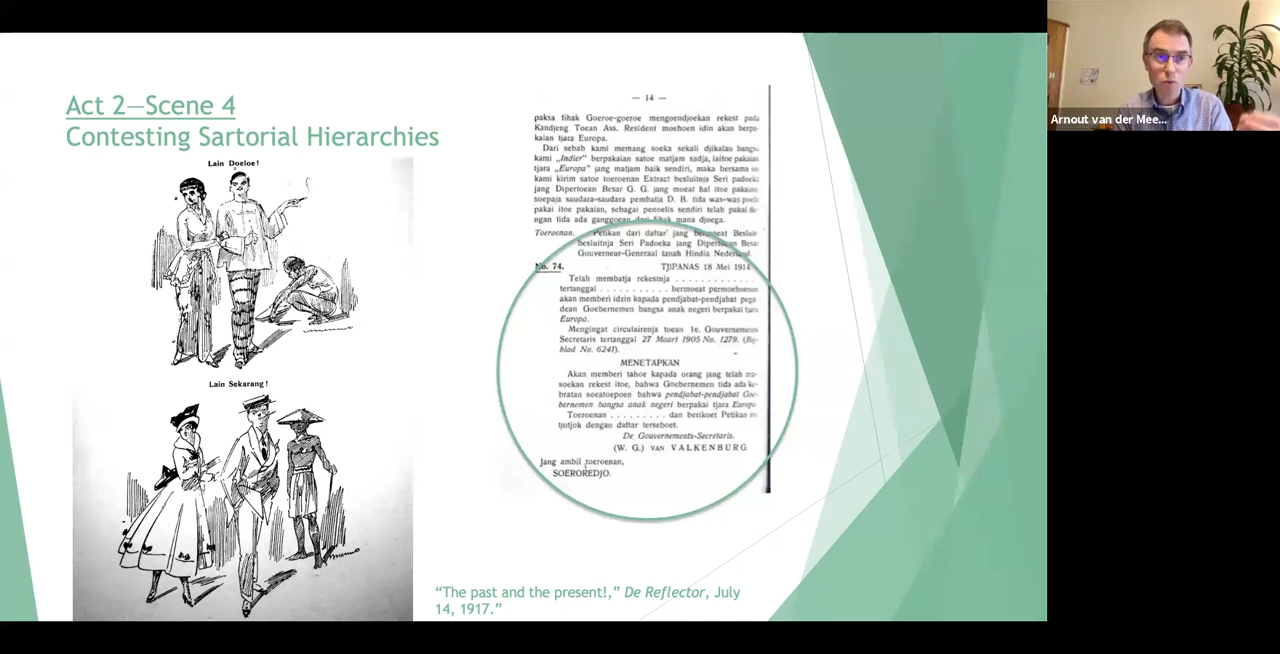 Act 2—Scene 4
Contesting Sartorial Hierarchies
Lain Doeloe!
Lain Sekarang!
— 14 —
paksa fihak Goeroe-goeroe mengoendjoekan rekest pada
Kandjeng Toean Ass. Resident moehoen idin akan berpa-
kaian tjara Europa.
Dari sebab kami memang soeka sekali djikalau bangsa
kami „Indier" berpakaian satoe matjam sadja, iaitoe pakaian
tjara „Europa" jang matjam baik sendiri, maka bersama ini
kami kirim satoe toeroenan Extract besluitnja Seri padoeka
jang Dipertoean Besar G. G. jang moeat hal itoe pakaian
soepaja saudara-saudara pembatja D. B. tida was-was
pakai itoe pakaian, sebagai penoelis sendiri telah pakai de-
ngan tida ada ganggoean dari fihak mana djoega.
Toeroenan. Petikan dari daftar jang bermoeat Besluit-
besluitnja Seri Padoeka jang Dipertoean Besar
Gouverneur-Generaal tanah Hindia Nederland.
No. 74. TJIPANAS 18 Mei 1914
Telah membatja rekestnja . . . . . . . . . . . . .
tertanggal . . . . . . . . . . . bermoeat permoehoenan
akan memberi idzin kapada pendjabat-pendjabat pega-
dean Goebernemen bangsa anak negeri berpakai tjara
Europa.
Mengingat circulairenja toean 1e. Gouvernements
Secretaris tertanggal 27 Maart 1905 No. 1279. (Bij-
blad No. 6241).
MENETAPKAN
Akan memberi tahoe kapada orang jang telah ma-
soekan rekest itoe, bahwa Goebernemen tida ada ke-
bratan soeatoepoen bahwa pendjabat-pendjabat Goe-
bernemen bangsa anak negeri berpakai tjara Europa.
Toeroenan . . . . . . . . . dan berikoet Petikan ini
tjotjok dengan daftar terseboet.
De Gouvernements-Secretaris.
(W. G.) VAN VALKENBURG
Jang ambil toeroenan,
SOEROREDJO.
“The past and the present!,” De Reflector, July
14, 1917.”
Arnout van der Mee...